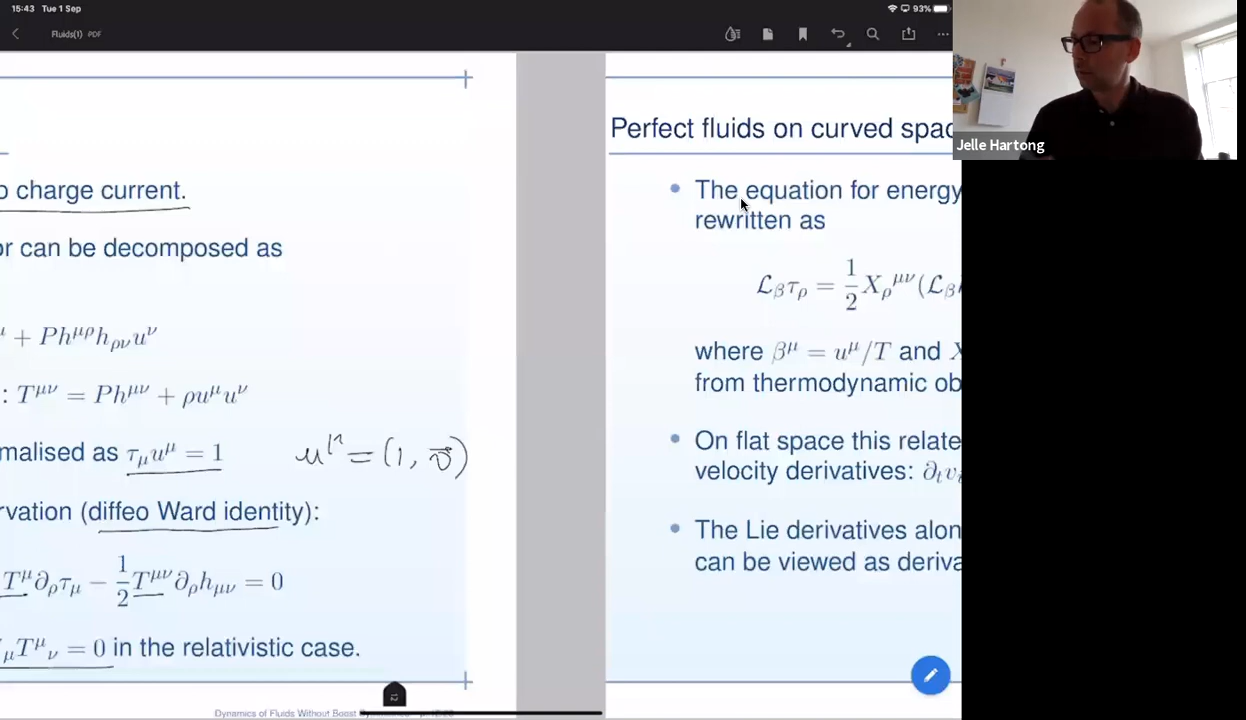 15:43 Tue 1 Sep
93%
Fluids(1) PDF
Jelle Hartong
charge current.
or can be decomposed as
+ Ph^{μρ}h_{ρν}u^ν
: T^{μν} = Ph^{μν} + ρu^μu^ν
malised as τ_μu^μ = 1
u^μ = (1, v⃗)
vation (diffeo Ward identity):
T^μ∂_ρτ_μ − 1/2 T^{μν}∂_ρh_{μν} = 0
_μT^μ_ν = 0 in the relativistic case.
Dynamics of Fluids Without Boost
Perfect fluids on curved spac
The equation for energy
rewritten as
ℒ_βτ_ρ = 1/2 X_ρ^{μν}(ℒ_β
where β^μ = u^μ/T and
from thermodynamic ob
On flat space this relate
velocity derivatives: ∂_tv
The Lie derivatives alon
can be viewed as deriva